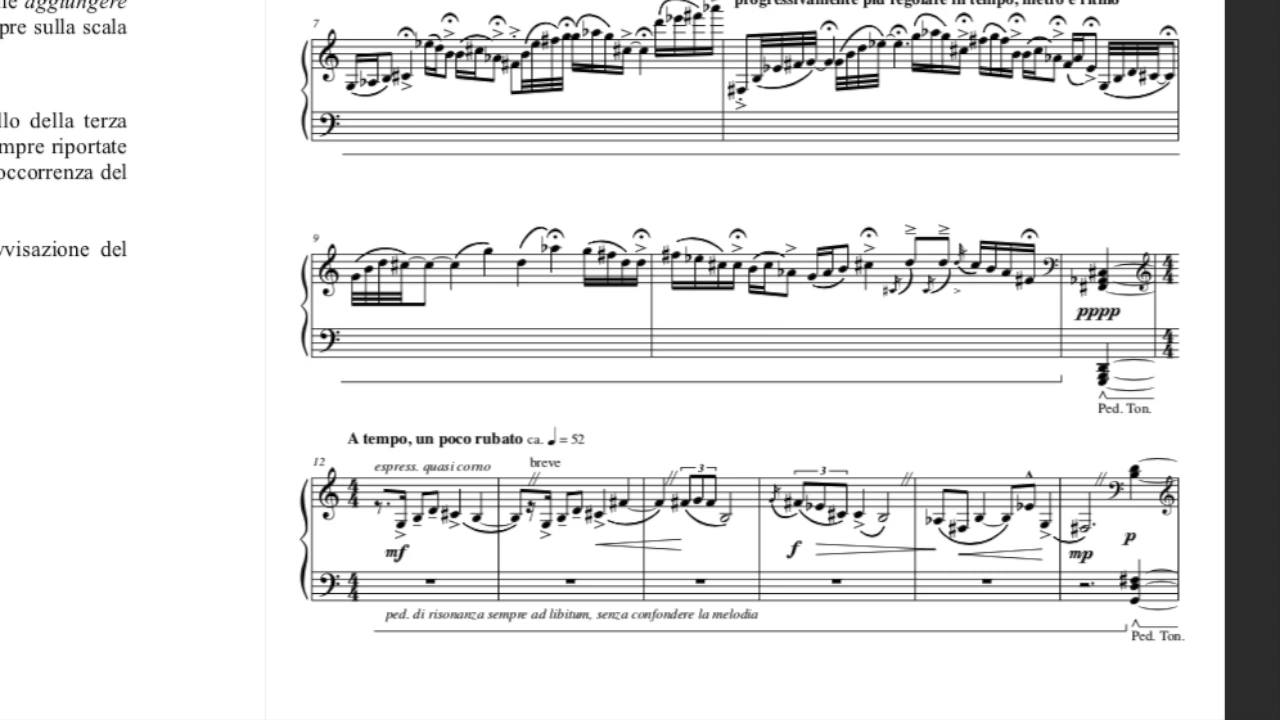 aggiungere
pre sulla scala
llo della terza
mpre riportate
occorrenza del
vvisazione del
progressivamente più regolare in tempo, metro e ritmo
7
9
pppp
Ped. Ton.
A tempo, un poco rubato ca. ♩ = 52
12
espress. quasi corno
breve
3
3
mf
f
mp
p
ped. di risonanza sempre ad libitum, senza confondere la melodia
Ped. Ton.